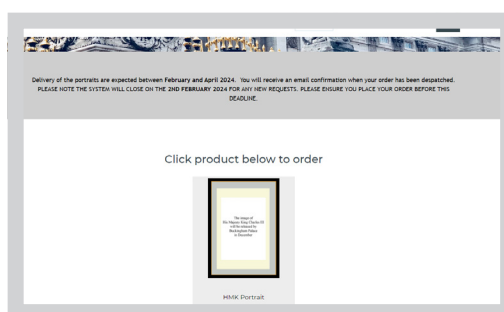 Delivery of the portraits are expected between February and April 2024. You will receive an email confirmation when your order has been despatched.
PLEASE NOTE THE SYSTEM WILL CLOSE ON THE 2ND FEBRUARY 2024 FOR ANY NEW REQUESTS. PLEASE ENSURE YOU PLACE YOUR ORDER BEFORE THIS
DEADLINE.
Click product below to order
The image of
His Majesty King Charles III
will be released by
Buckingham Palace
in December
HMK Portrait